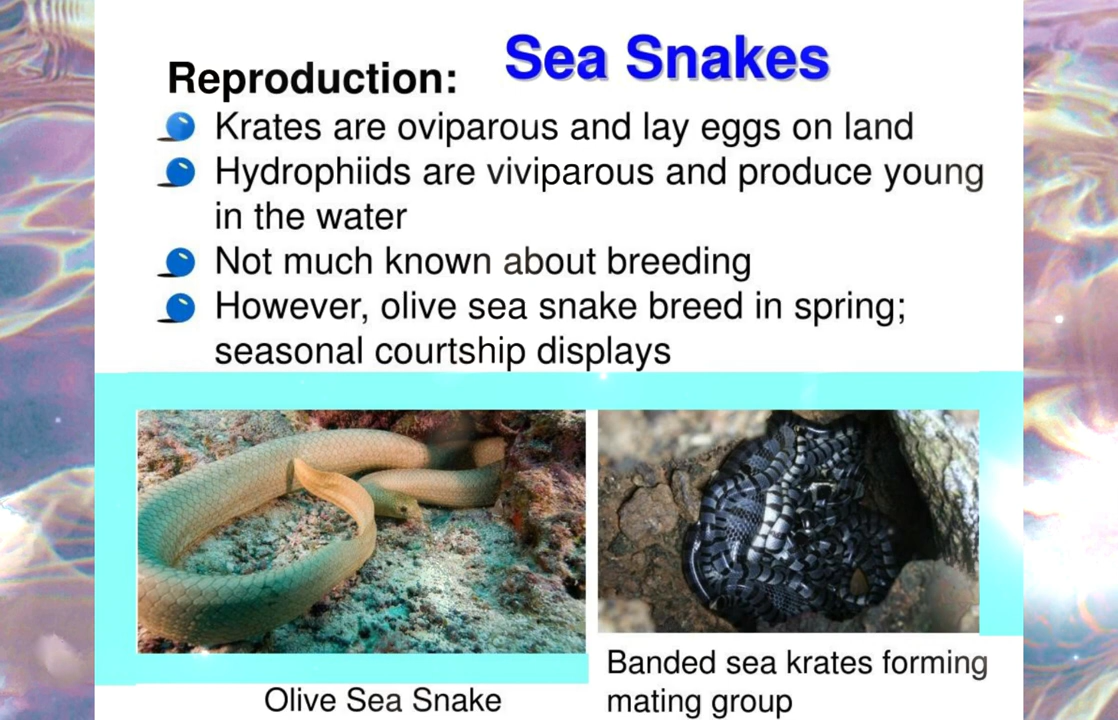 Sea Snakes
Reproduction:
Krates are oviparous and lay eggs on land
Hydrophiids are viviparous and produce young
in the water
Not much known about breeding
However, olive sea snake breed in spring;
seasonal courtship displays
Olive Sea Snake
Banded sea krates forming
mating group